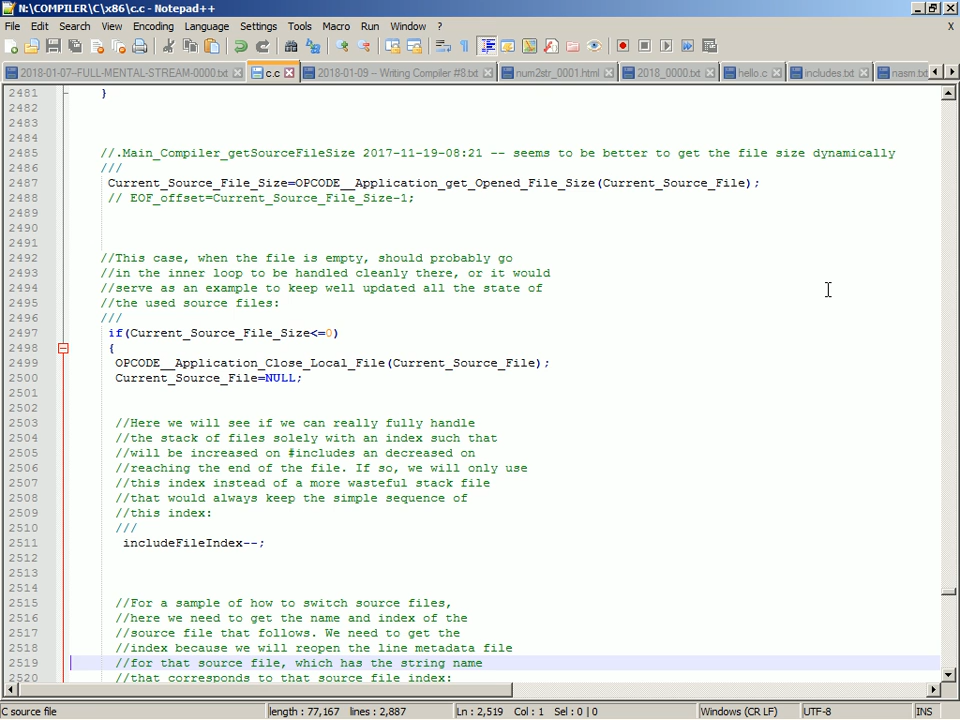 N:\COMPILER\C\x86\c.c - Notepad++
File Edit Search View Encoding Language Settings Tools Macro Run Window ? X
2018-01-07-FULL-MENTAL-STREAM-0000.txt c.c 2018-01-09 -- Writing Compiler #8.txt num2str_0001.html 2018_0000.txt hello.c includes.txt nasm.txt
2481 }
2482
2483
2484
2485 //.Main_Compiler_getSourceFileSize 2017-11-19-08:21 -- seems to be better to get the file size dynamically
2486 ///
2487 Current_Source_File_Size=OPCODE__Application_get_Opened_File_Size(Current_Source_File);
2488 // EOF_offset=Current_Source_File_Size-1;
2489
2490
2491
2492 //This case, when the file is empty, should probably go
2493 //in the inner loop to be handled cleanly there, or it would
2494 //serve as an example to keep well updated all the state of
2495 //the used source files:
2496 ///
2497 if(Current_Source_File_Size<=0)
2498 {
2499 OPCODE__Application_Close_Local_File(Current_Source_File);
2500 Current_Source_File=NULL;
2501
2502
2503 //Here we will see if we can really fully handle
2504 //the stack of files solely with an index such that
2505 //will be increased on #includes an decreased on
2506 //reaching the end of the file. If so, we will only use
2507 //this index instead of a more wasteful stack file
2508 //that would always keep the simple sequence of
2509 //this index:
2510 ///
2511 includeFileIndex--;
2512
2513
2514
2515 //For a sample of how to switch source files,
2516 //here we need to get the name and index of the
2517 //source file that follows. We need to get the
2518 //index because we will reopen the line metadata file
2519 //for that source file, which has the string name
2520 //that corresponds to that source file index:
C source file length : 77,167 lines : 2,887 Ln : 2,519 Col : 1 Sel : 0 | 0 Windows (CR LF) UTF-8 INS